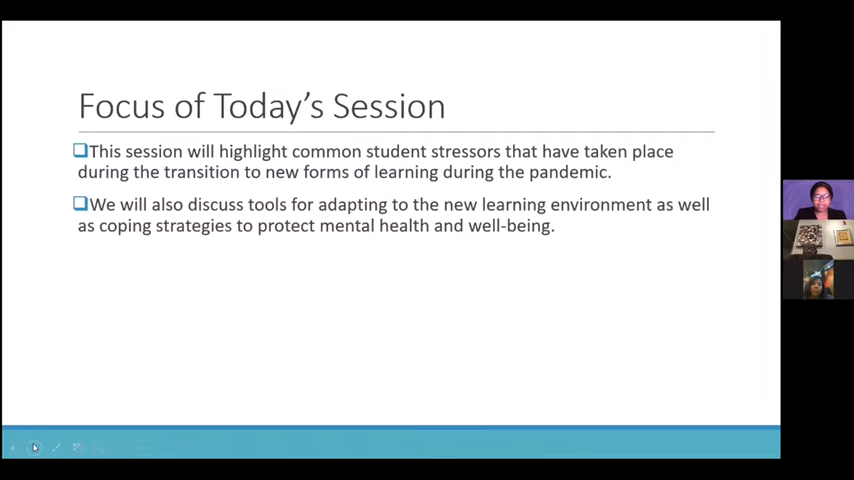 Focus of Today's Session
This session will highlight common student stressors that have taken place
during the transition to new forms of learning during the pandemic.
We will also discuss tools for adapting to the new learning environment as well
as coping strategies to protect mental health and well-being.